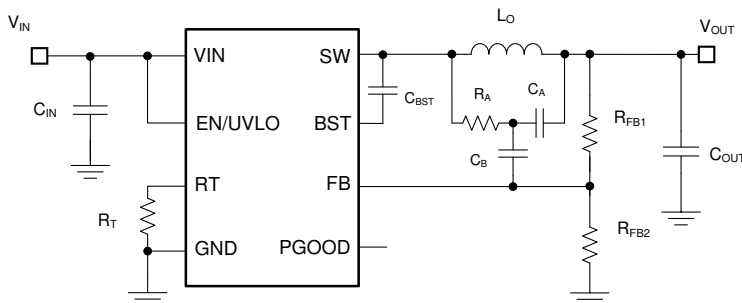 VIN
LO
VOUT
VIN
SW
CIN
CBST
RA
CA
EN/UVLO
BST
RFB1
CB
COUT
RT
FB
RT
GND
PGOOD
RFB2